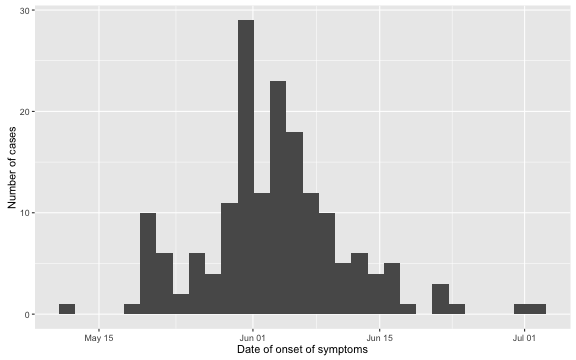 30
20
10
0
Number of cases
May 15
Jun 01
Jun 15
Jul 01
Date of onset of symptoms